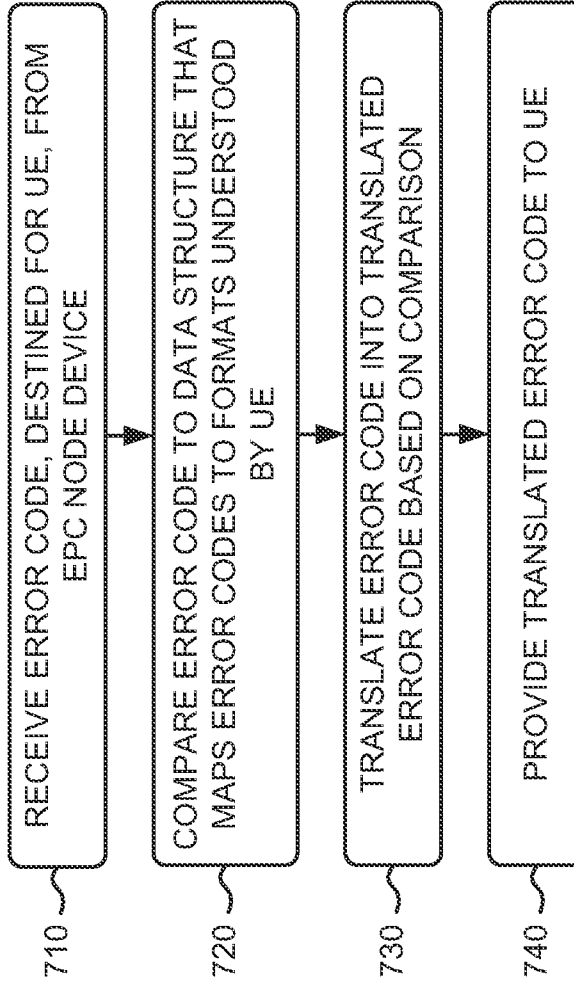 710
RECEIVE ERROR CODE, DESTINED FOR UE, FROM
EPC NODE DEVICE
720
COMPARE ERROR CODE TO DATA STRUCTURE THAT
MAPS ERROR CODES TO FORMATS UNDERSTOOD
BY UE
730
TRANSLATE ERROR CODE INTO TRANSLATED
ERROR CODE BASED ON COMPARISON
740
PROVIDE TRANSLATED ERROR CODE TO UE